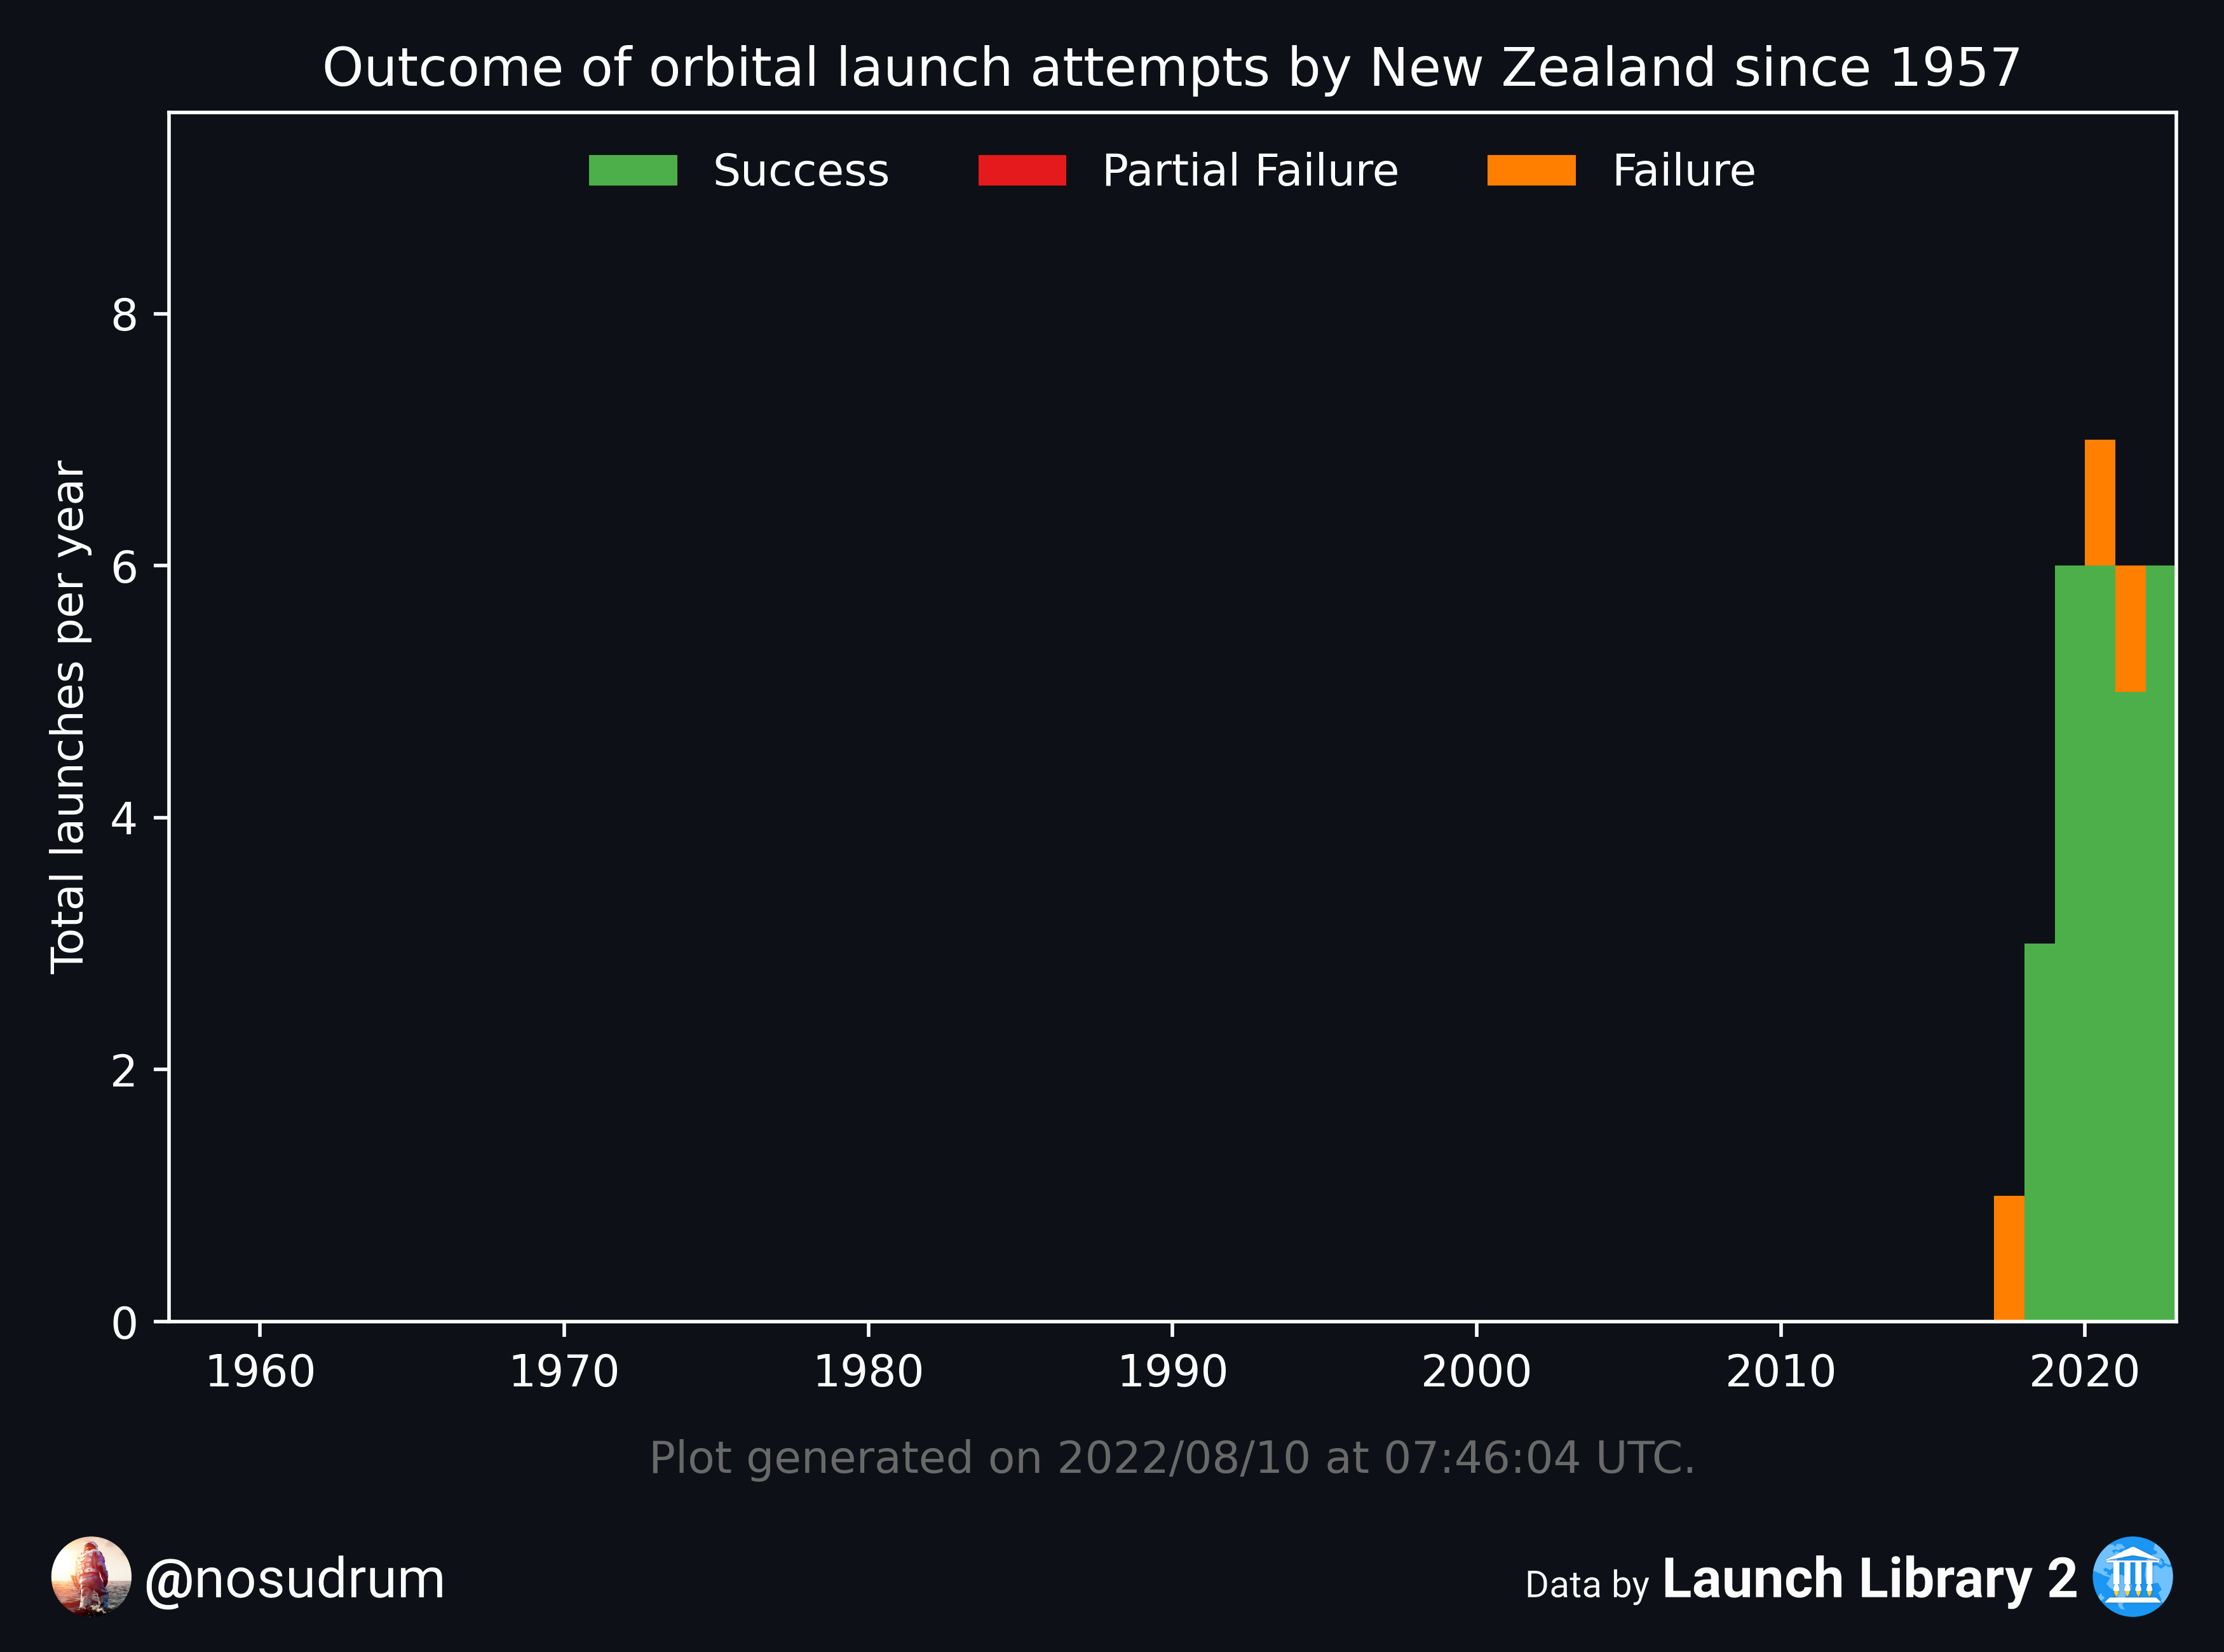 Outcome of orbital launch attempts by New Zealand since 1957
Success Partial Failure Failure
Total launches per year
8
6
4
2
0
1960 1970 1980 1990 2000 2010 2020
Plot generated on 2022/08/10 at 07:46:04 UTC.
@nosudrum
Data by Launch Library 2